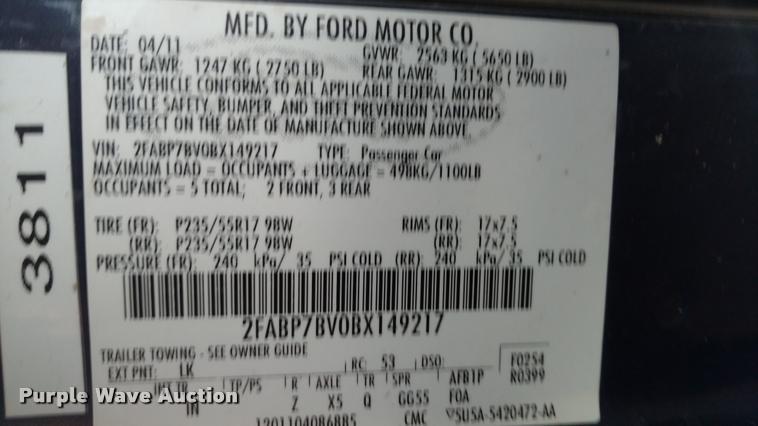 3811
MFD. BY FORD MOTOR CO.
DATE: 04/11 GVWR: 2563 KG ( 5650 LB)
FRONT GAWR: 1247 KG ( 2750 LB) REAR GAWR: 1315 KG ( 2900 LB)
THIS VEHICLE CONFORMS TO ALL APPLICABLE FEDERAL MOTOR
VEHICLE SAFETY, BUMPER, AND THEFT PREVENTION STANDARDS
IN EFFECT ON THE DATE OF MANUFACTURE SHOWN ABOVE.
VIN: 2FABP7BV0BX149217 TYPE: Passenger Car
MAXIMUM LOAD = OCCUPANTS + LUGGAGE = 498KG/1100LB
OCCUPANTS = 5 TOTAL; 2 FRONT, 3 REAR
TIRE (FR): P235/55R17 98W RIMS (FR): 17x7.5
(RR): P235/55R17 98W (RR): 17x7.5
PRESSURE (FR): 240 kPa/ 35 PSI COLD (RR): 240 kPa/ 35 PSI COLD
2FABP7BV0BX149217
TRAILER TOWING - SEE OWNER GUIDE
EXT PNT: LK RC: 53 DSO: F0254
R0399
INT TR TP/PS R AXLE TR SPR AFB1P
IN Z X5 Q GG55 FOA
1201104086885 CMC 5U5A-5420472-AA
Purple Wave Auction